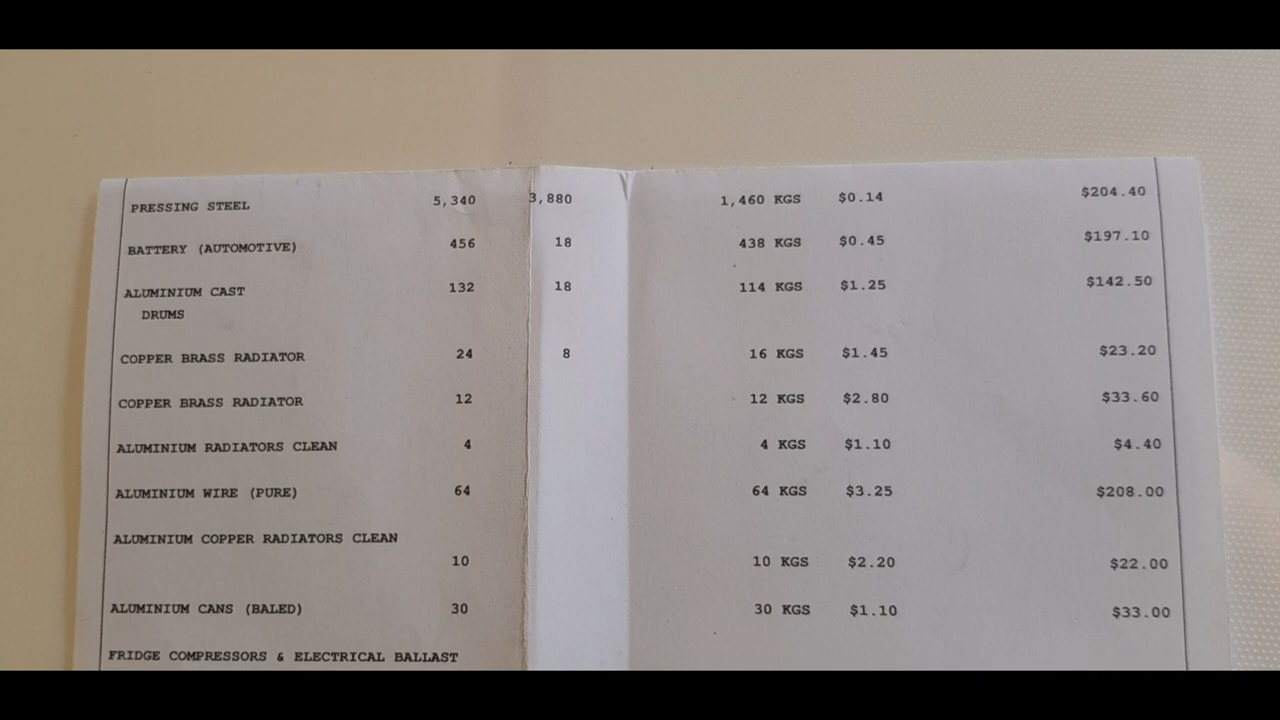 PRESSING STEEL 5,340 3,880 1,460 KGS $0.14 $204.40
BATTERY (AUTOMOTIVE) 456 18 438 KGS $0.45 $197.10
ALUMINIUM CAST 132 18 114 KGS $1.25 $142.50
DRUMS
COPPER BRASS RADIATOR 24 8 16 KGS $1.45 $23.20
COPPER BRASS RADIATOR 12 12 KGS $2.80 $33.60
ALUMINIUM RADIATORS CLEAN 4 4 KGS $1.10 $4.40
ALUMINIUM WIRE (PURE) 64 64 KGS $3.25 $208.00
ALUMINIUM COPPER RADIATORS CLEAN
10 10 KGS $2.20 $22.00
ALUMINIUM CANS (BALED) 30 30 KGS $1.10 $33.00
FRIDGE COMPRESSORS & ELECTRICAL BALLAST